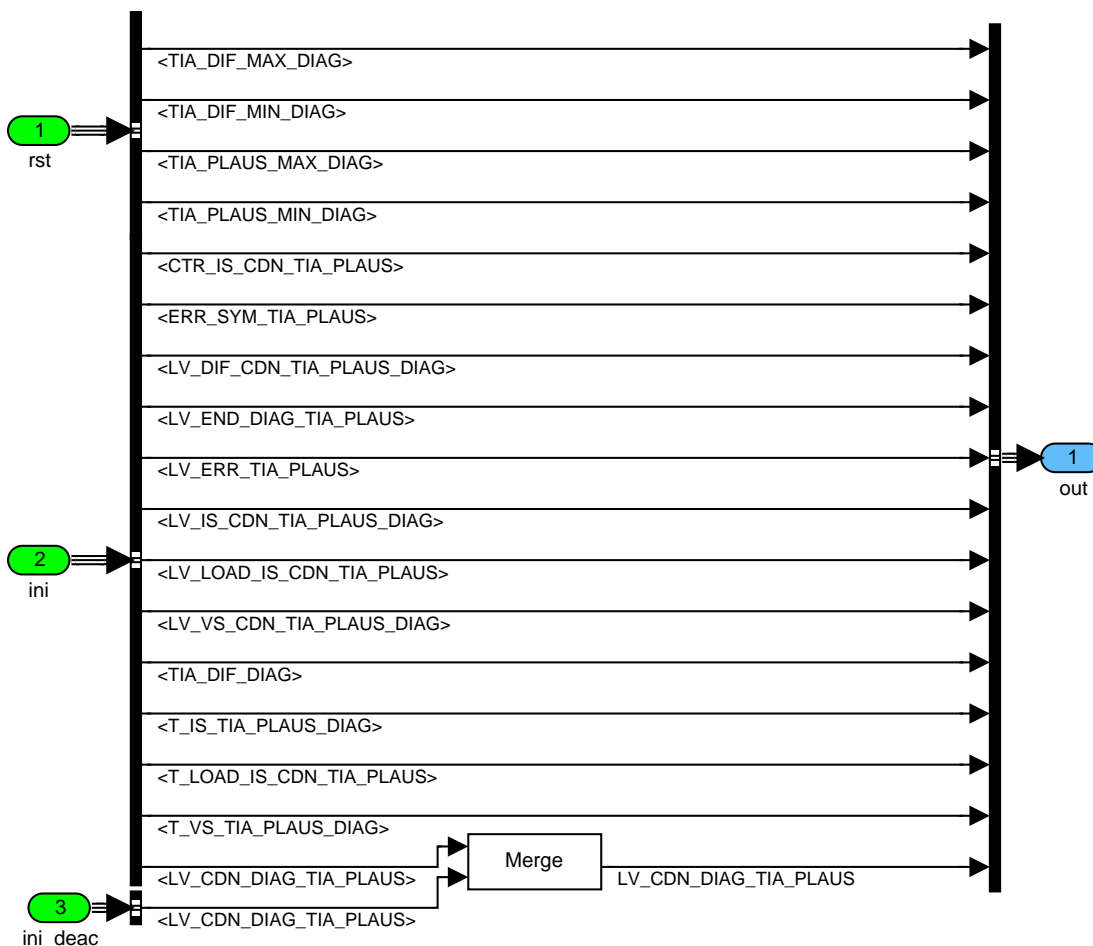 <TIA_DIF_MAX_DIAG>
<TIA_DIF_MIN_DIAG>
1
rst
<TIA_PLAUS_MAX_DIAG>
<TIA_PLAUS_MIN_DIAG>
<CTR_IS_CDN_TIA_PLAUS>
<ERR_SYM_TIA_PLAUS>
<LV_DIF_CDN_TIA_PLAUS_DIAG>
<LV_END_DIAG_TIA_PLAUS>
<LV_ERR_TIA_PLAUS>
1
out
<LV_IS_CDN_TIA_PLAUS_DIAG>
2
ini
<LV_LOAD_IS_CDN_TIA_PLAUS>
<LV_VS_CDN_TIA_PLAUS_DIAG>
<TIA_DIF_DIAG>
<T_IS_TIA_PLAUS_DIAG>
<T_LOAD_IS_CDN_TIA_PLAUS>
<T_VS_TIA_PLAUS_DIAG>
Merge
<LV_CDN_DIAG_TIA_PLAUS>
LV_CDN_DIAG_TIA_PLAUS
3
ini_deac
<LV_CDN_DIAG_TIA_PLAUS>